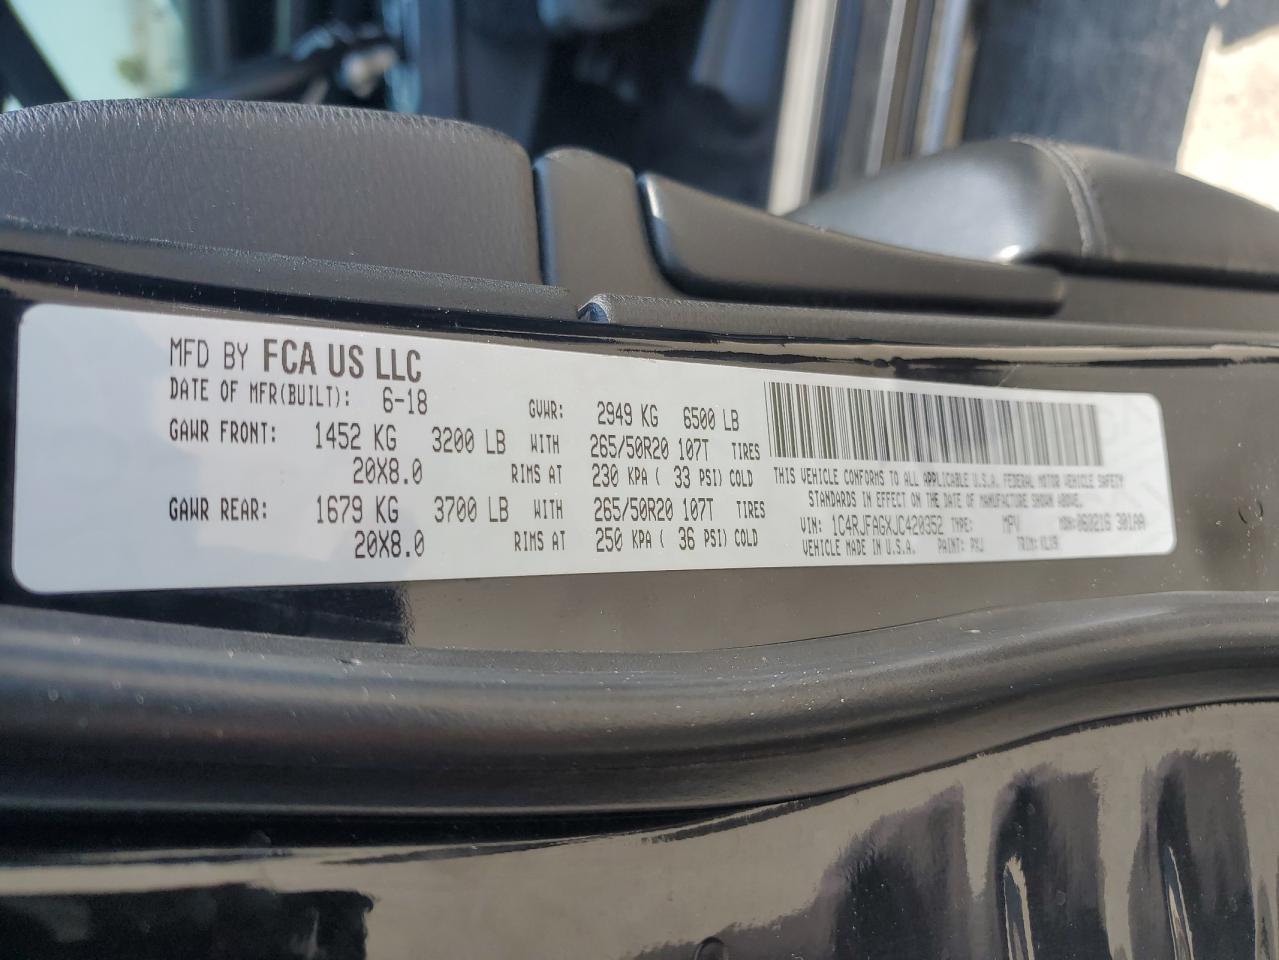 MFD BY FCA US LLC
DATE OF MFR(BUILT): 6-18 GVWR: 2949 KG 6500 LB
GAWR FRONT: 1452 KG 3200 LB WITH 265/50R20 107T TIRES
20X8.0 RIMS AT 230 KPA ( 33 PSI) COLD
GAWR REAR: 1679 KG 3700 LB WITH 265/50R20 107T TIRES
20X8.0 RIMS AT 250 KPA ( 36 PSI) COLD
THIS VEHICLE CONFORMS TO ALL APPLICABLE U.S.A. FEDERAL MOTOR VEHICLE SAFETY
STANDARDS IN EFFECT ON THE DATE OF MANUFACTURE SHOWN ABOVE.
VIN: 1C4RJFAGXJC420352 TYPE: MPV MDH: 060216 301AA
VEHICLE MADE IN U.S.A. PAINT: PXJ TRIM: